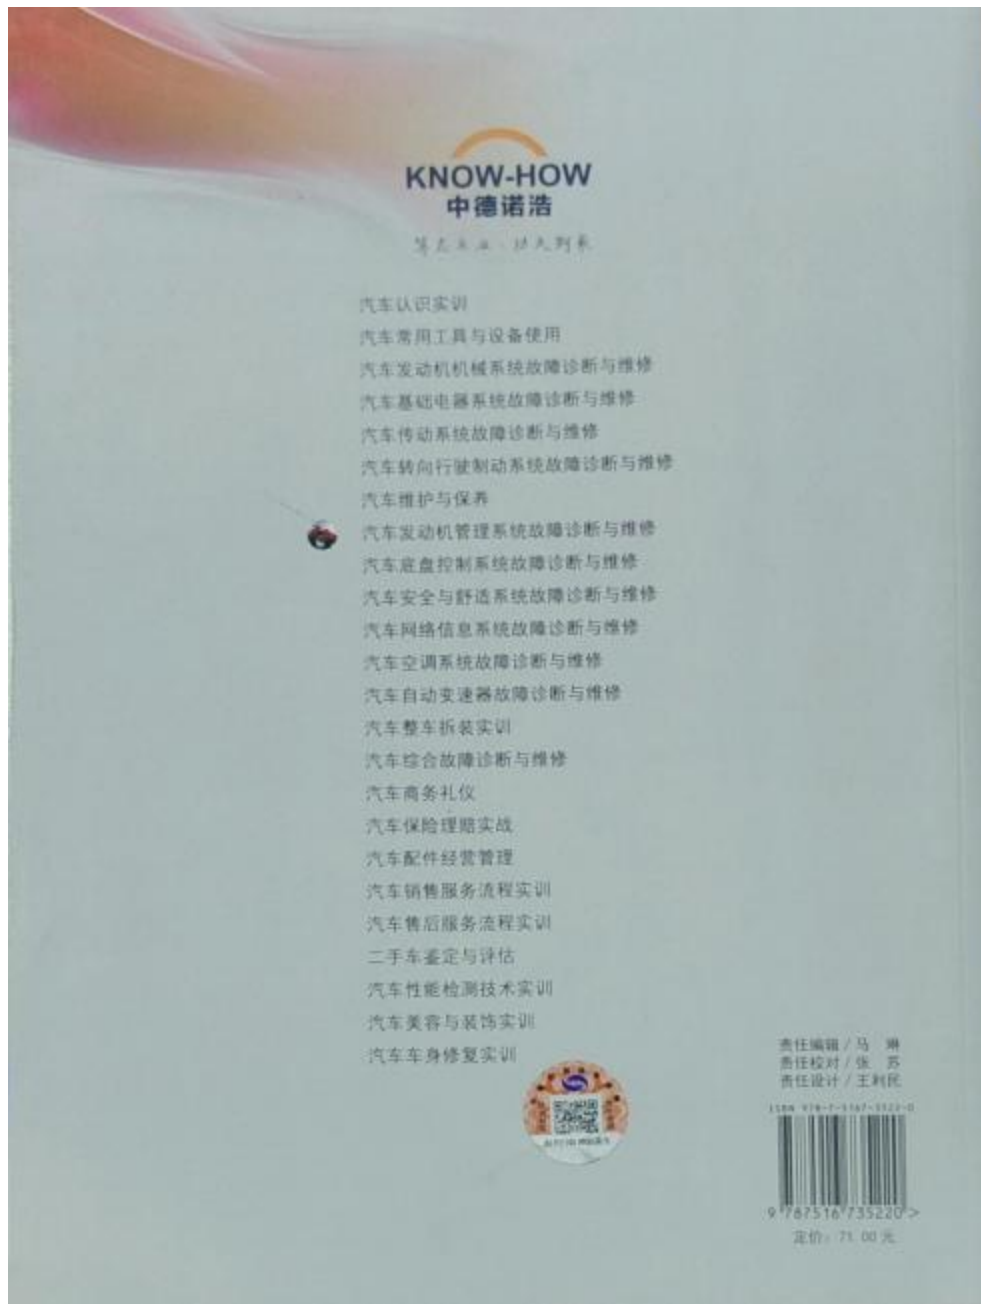 KNOW-HOW
中德诺浩
汽车认识实训
汽车常用工具与设备使用
汽车发动机机械系统故障诊断与维修
汽车基础电器系统故障诊断与维修
汽车传动系统故障诊断与维修
汽车转向行驶制动系统故障诊断与维修
汽车维护与保养
汽车发动机管理系统故障诊断与维修
汽车底盘控制系统故障诊断与维修
汽车安全与舒适系统故障诊断与维修
汽车网络信息系统故障诊断与维修
汽车空调系统故障诊断与维修
汽车自动变速器故障诊断与维修
汽车整车拆装实训
汽车综合故障诊断与维修
汽车商务礼仪
汽车保险理赔实战
汽车配件经营管理
汽车销售服务流程实训
汽车售后服务流程实训
二手车鉴定与评估
汽车性能检测技术实训
汽车美容与装饰实训
汽车车身修复实训
责任编辑/马 琳
责任校对/张 苏
责任设计/王利民
ISBN 978-7-5167-3522-0
9 787516 735220 >
定价：71.00元